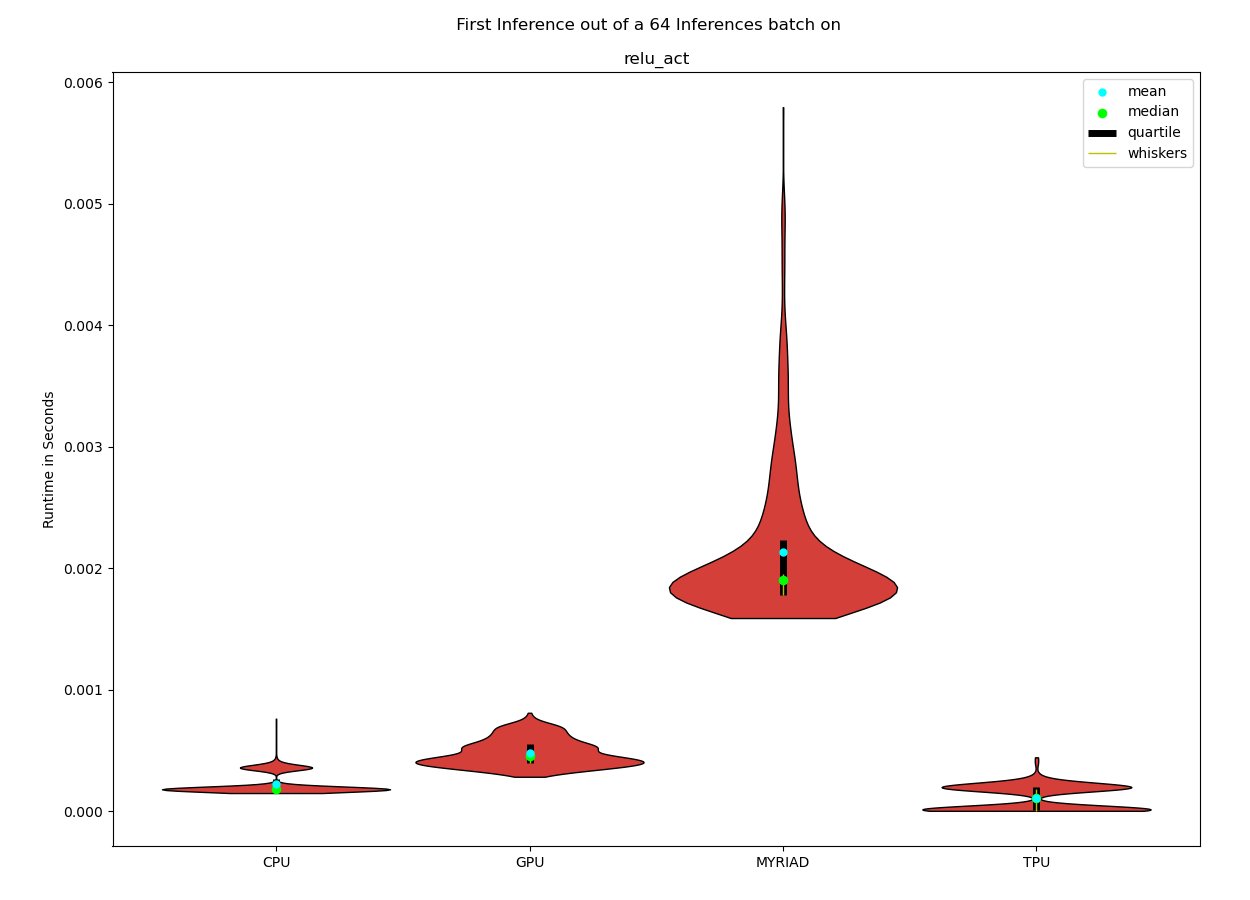 First Inference out of a 64 Inferences batch on
relu_act
mean
median
quartile
whiskers
Runtime in Seconds
0.006
0.005
0.004
0.003
0.002
0.001
0.000
CPU GPU MYRIAD TPU